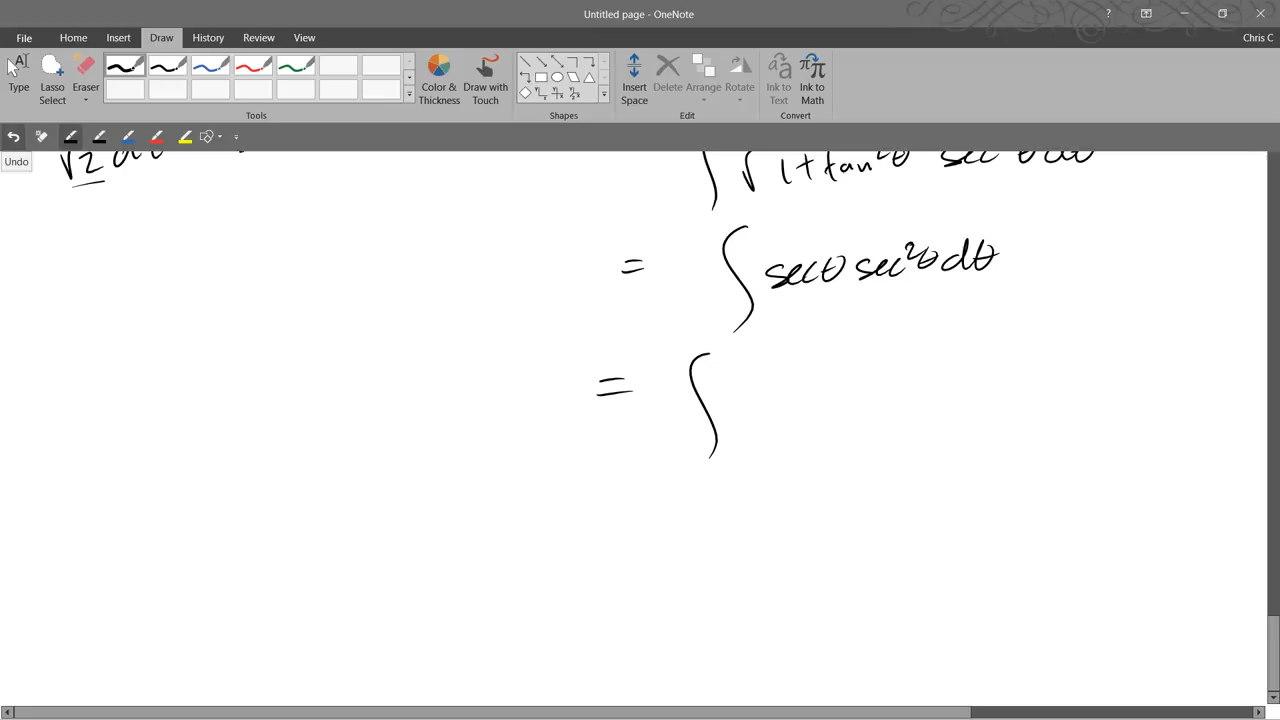 Untitled page - OneNote
File Home Insert Draw History Review View
Chris C
Type
Lasso Select
Eraser
Color & Thickness
Draw with Touch
Insert Space
Delete
Arrange
Rotate
Ink to Text
Ink to Math
Tools
Shapes
Edit
Convert
Undo
∫ √1+tan²θ sec²θ dθ
= ∫ secθ sec²θ dθ
= ∫